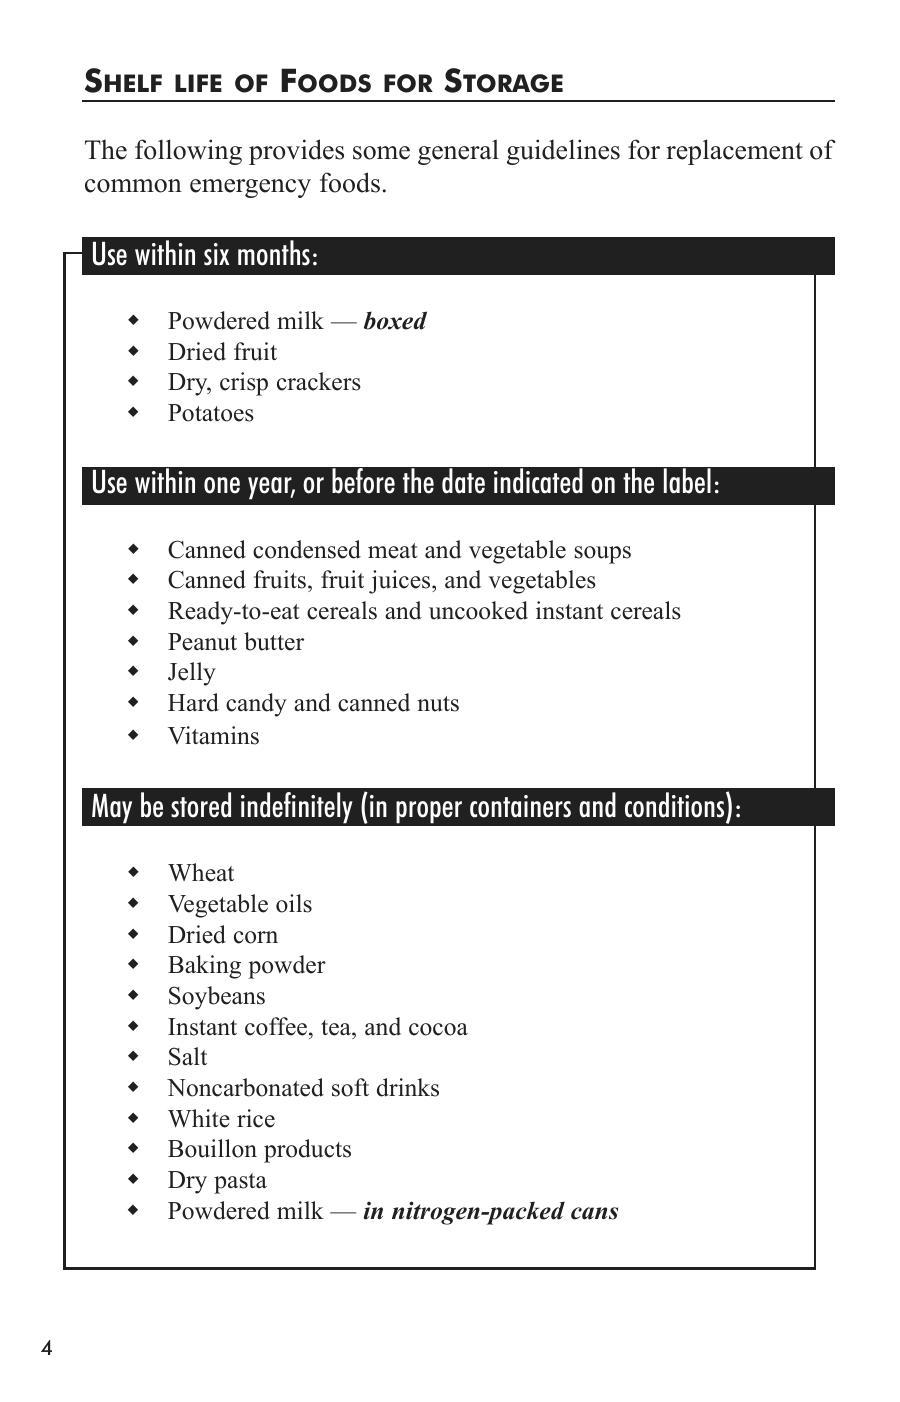 Shelf life of Foods for Storage
The following provides some general guidelines for replacement of
common emergency foods.
Use within six months:
◆ Powdered milk — boxed
◆ Dried fruit
◆ Dry, crisp crackers
◆ Potatoes
Use within one year, or before the date indicated on the label:
◆ Canned condensed meat and vegetable soups
◆ Canned fruits, fruit juices, and vegetables
◆ Ready-to-eat cereals and uncooked instant cereals
◆ Peanut butter
◆ Jelly
◆ Hard candy and canned nuts
◆ Vitamins
May be stored indefinitely (in proper containers and conditions):
◆ Wheat
◆ Vegetable oils
◆ Dried corn
◆ Baking powder
◆ Soybeans
◆ Instant coffee, tea, and cocoa
◆ Salt
◆ Noncarbonated soft drinks
◆ White rice
◆ Bouillon products
◆ Dry pasta
◆ Powdered milk — in nitrogen-packed cans
4